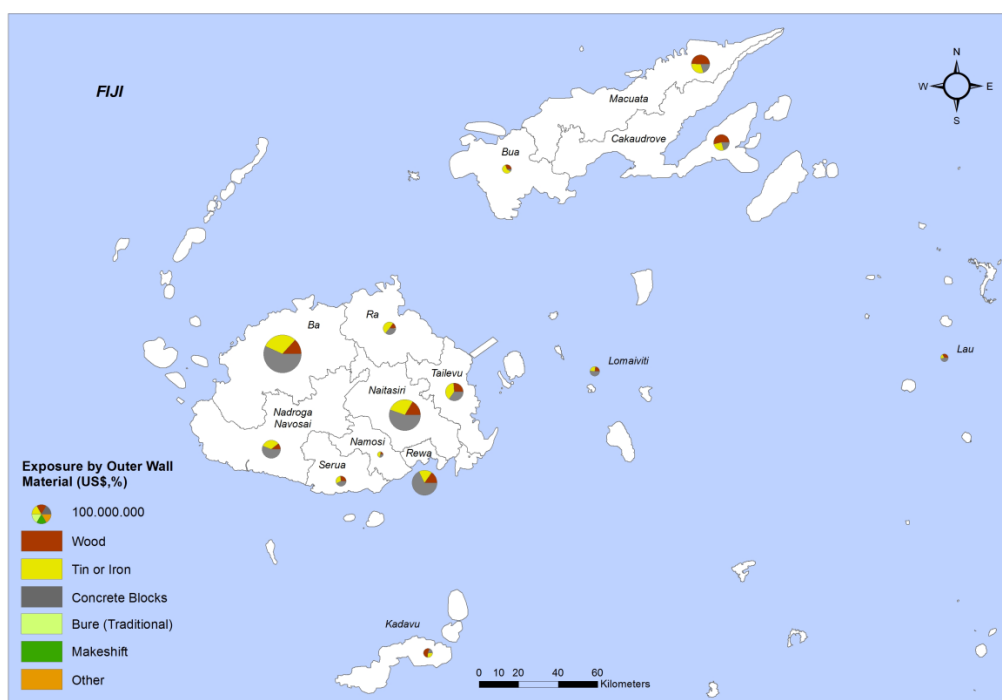 FIJI
N
W
E
S
Macuata
Cakaudrove
Bua
Ra
Ba
Tailevu
Lomaiviti
Lau
Naitasiri
Nadroga
Navosai
Namosi
Rewa
Serua
Kadavu
Exposure by Outer Wall
Material (US$,%)
100.000.000
Wood
Tin or Iron
Concrete Blocks
Bure (Traditional)
Makeshift
Other
0 10 20 40 60
Kilometers